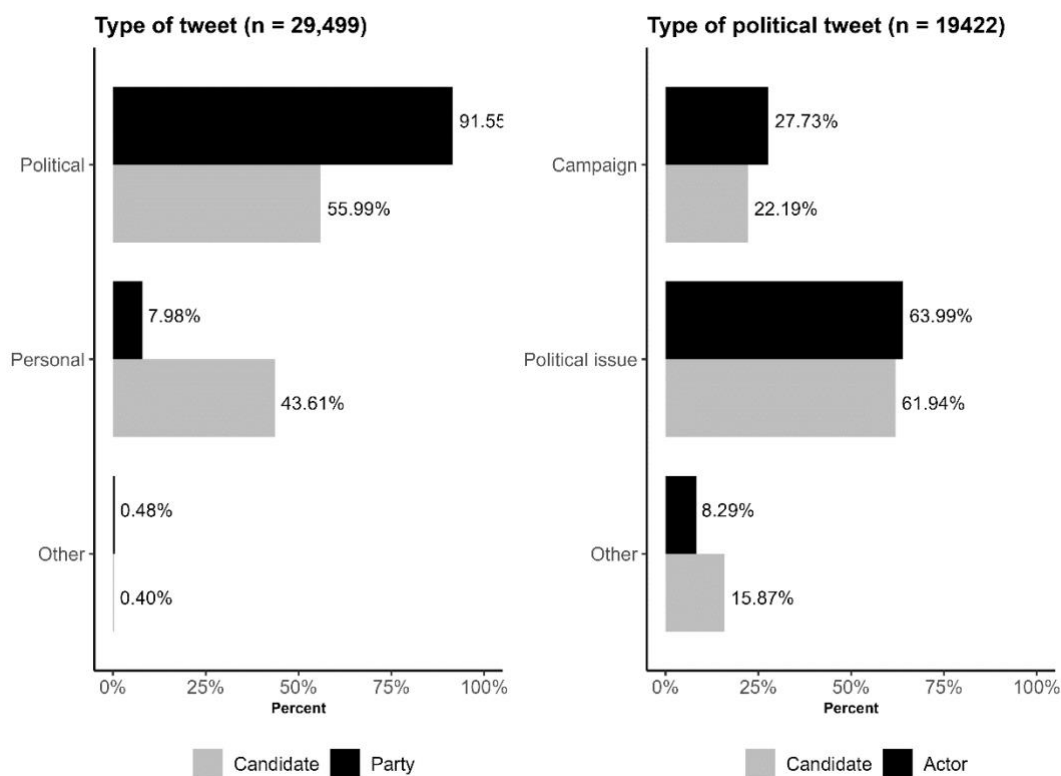 Type of tweet (n = 29,499)
Political
91.55
55.99%
Personal
7.98%
43.61%
Other
0.48%
0.40%
0% 25% 50% 75% 100%
Percent
Candidate Party
Type of political tweet (n = 19422)
Campaign
27.73%
22.19%
Political issue
63.99%
61.94%
Other
8.29%
15.87%
0% 25% 50% 75% 100%
Percent
Candidate Actor